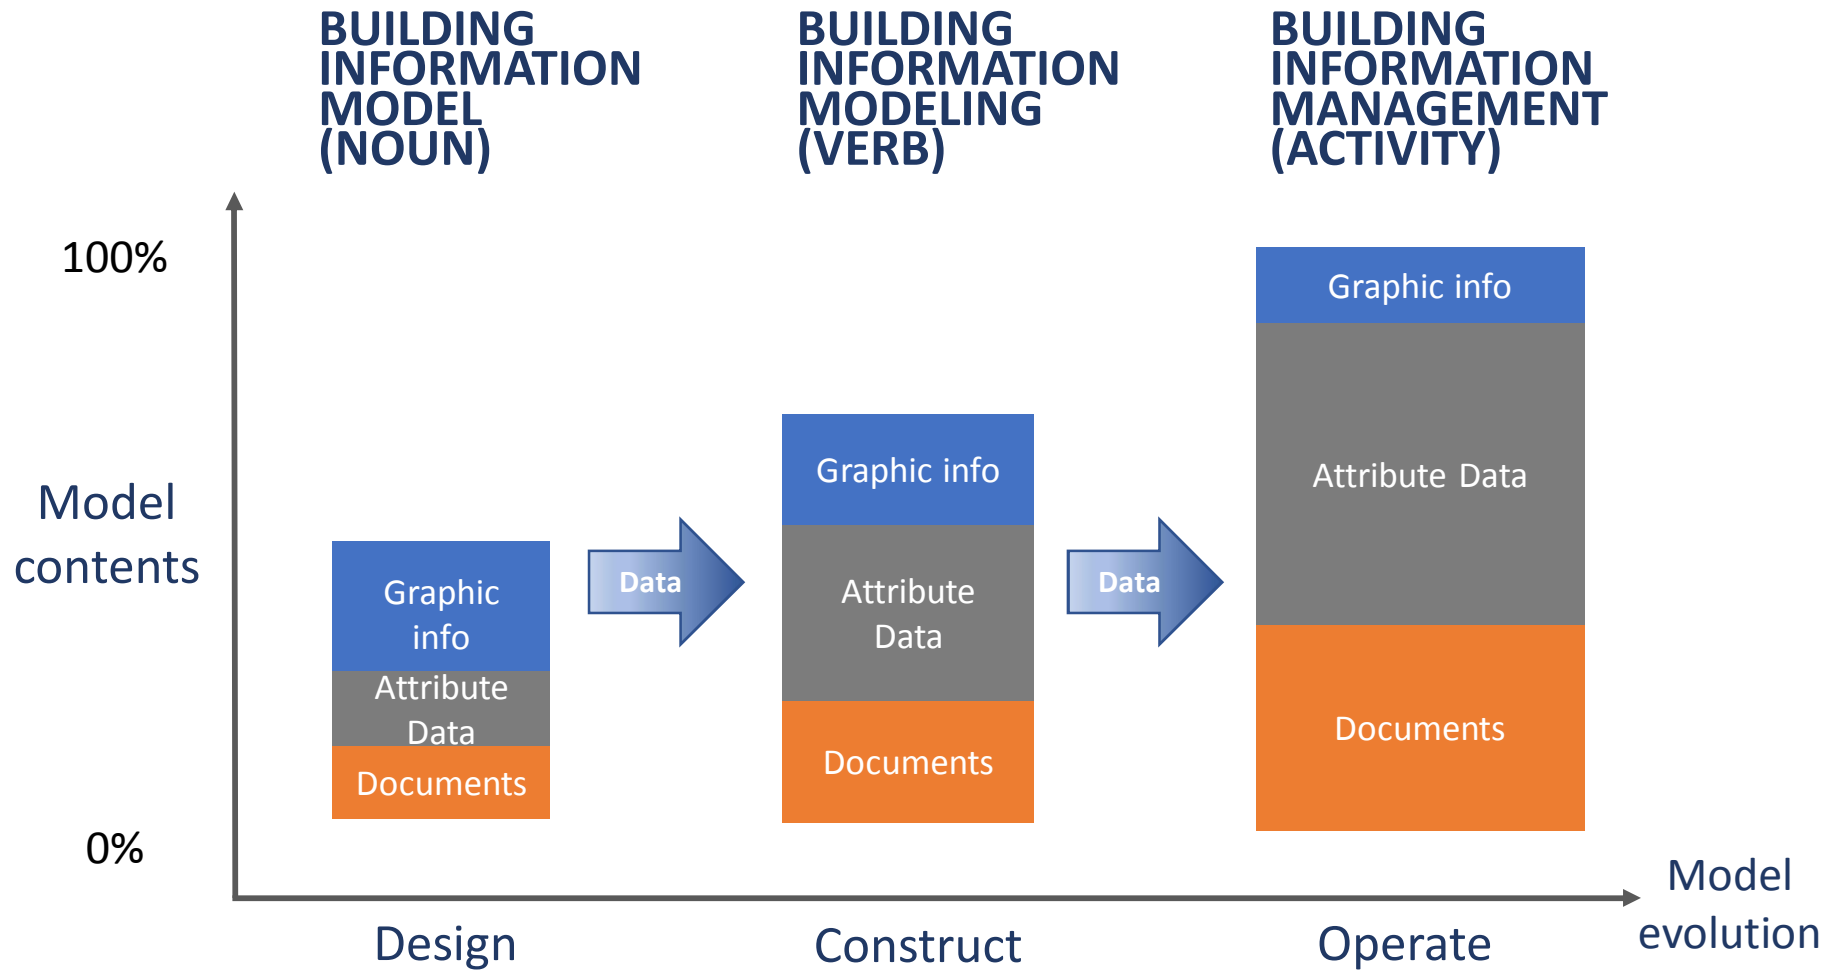 BUILDING
INFORMATION
MODEL
(NOUN)
BUILDING
INFORMATION
MODELING
(VERB)
BUILDING
INFORMATION
MANAGEMENT
(ACTIVITY)
100%
Model
contents
0%
Graphic
info
Attribute
Data
Documents
Data
Graphic info
Attribute
Data
Documents
Data
Graphic info
Attribute Data
Documents
Design
Construct
Operate
Model
evolution